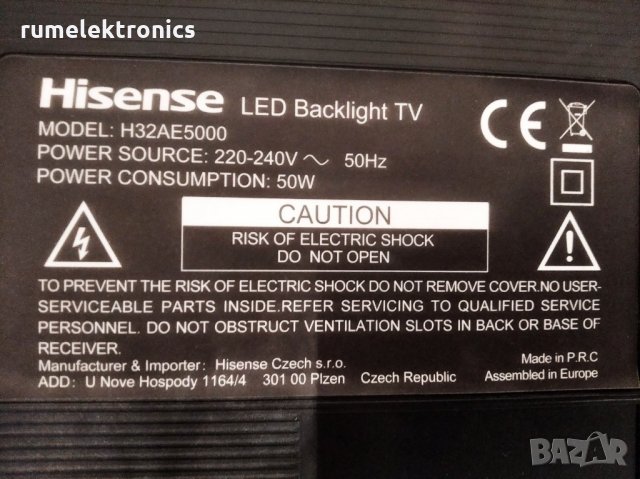 rumelektronics
Hisense LED Backlight TV
MODEL: H32AE5000
POWER SOURCE: 220-240V ～ 50Hz
POWER CONSUMPTION: 50W
CE
CAUTION
RISK OF ELECTRIC SHOCK
DO NOT OPEN
TO PREVENT THE RISK OF ELECTRIC SHOCK DO NOT REMOVE COVER.NO USER-
SERVICEABLE PARTS INSIDE.REFER SERVICING TO QUALIFIED SERVICE
PERSONNEL. DO NOT OBSTRUCT VENTILATION SLOTS IN BACK OR BASE OF
RECEIVER.
Manufacturer & Importer: Hisense Czech s.r.o.
ADD: U Nove Hospody 1164/4 301 00 Plzen Czech Republic
Made in P.R.C
Assembled in Europe
BAZAR